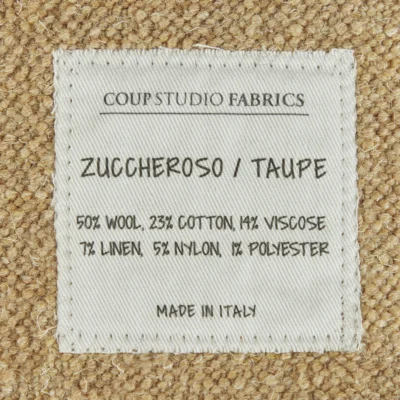 COUPSTUDIO FABRICS
ZUCCHEROSO / TAUPE
50% WOOL, 23% COTTON, 14% VISCOSE
7% LINEN, 5% NYLON, 1% POLYESTER
MADE IN ITALY